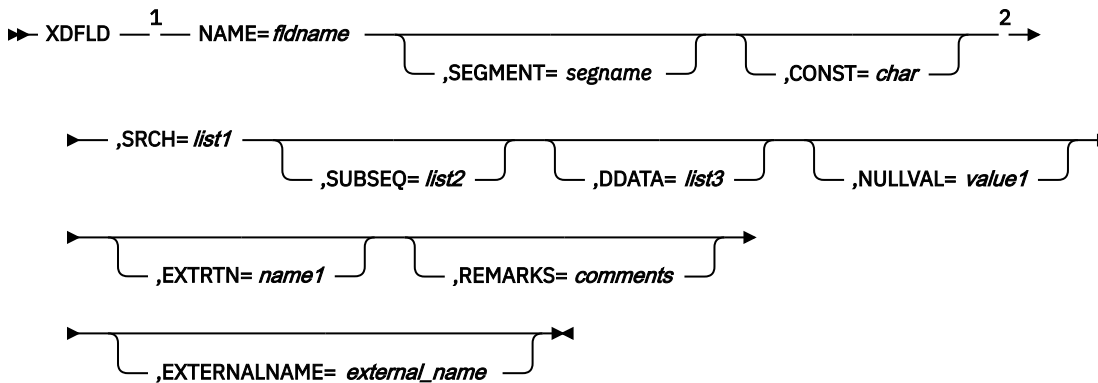 XDFLD 1 NAME= fldname ,SEGMENT= segname ,CONST= char 2
,SRCH= list1 ,SUBSEQ= list2 ,DDATA= list3 ,NULLVAL= value1
,EXTRTN= name1 ,REMARKS= comments
,EXTERNALNAME= external_name